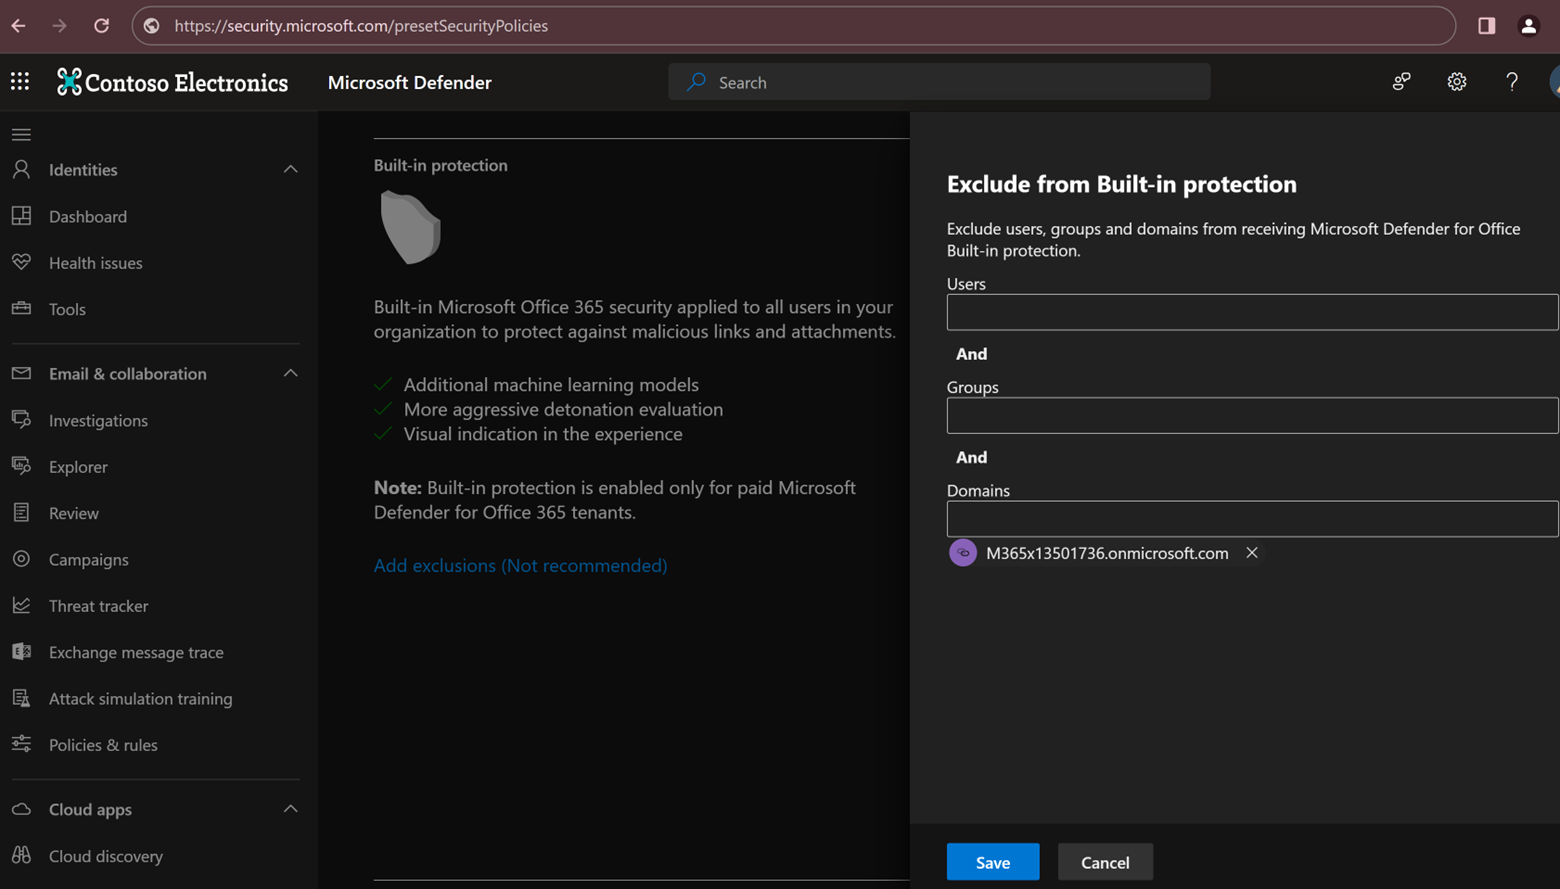 https://security.microsoft.com/presetSecurityPolicies
Contoso Electronics
Microsoft Defender
Search
Identities
Dashboard
Health issues
Tools
Email & collaboration
Investigations
Explorer
Review
Campaigns
Threat tracker
Exchange message trace
Attack simulation training
Policies & rules
Cloud apps
Cloud discovery
Built-in protection
Built-in Microsoft Office 365 security applied to all users in your
organization to protect against malicious links and attachments.
Additional machine learning models
More aggressive detonation evaluation
Visual indication in the experience
Note: Built-in protection is enabled only for paid Microsoft
Defender for Office 365 tenants.
Add exclusions (Not recommended)
Exclude from Built-in protection
Exclude users, groups and domains from receiving Microsoft Defender for Office
Built-in protection.
Users
And
Groups
And
Domains
M365x13501736.onmicrosoft.com
Save
Cancel